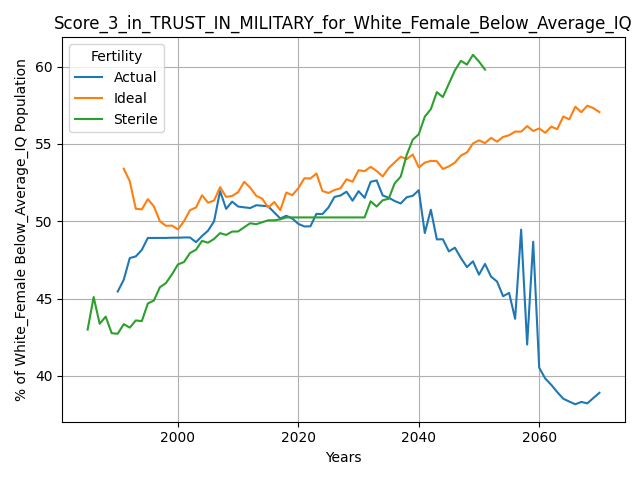 Score_3_in_TRUST_IN_MILITARY_for_White_Female_Below_Average_IQ
Fertility
Actual
Ideal
Sterile
% of White_Female Below_Average_IQ Population
60
55
50
45
40
2000
2020
2040
2060
Years